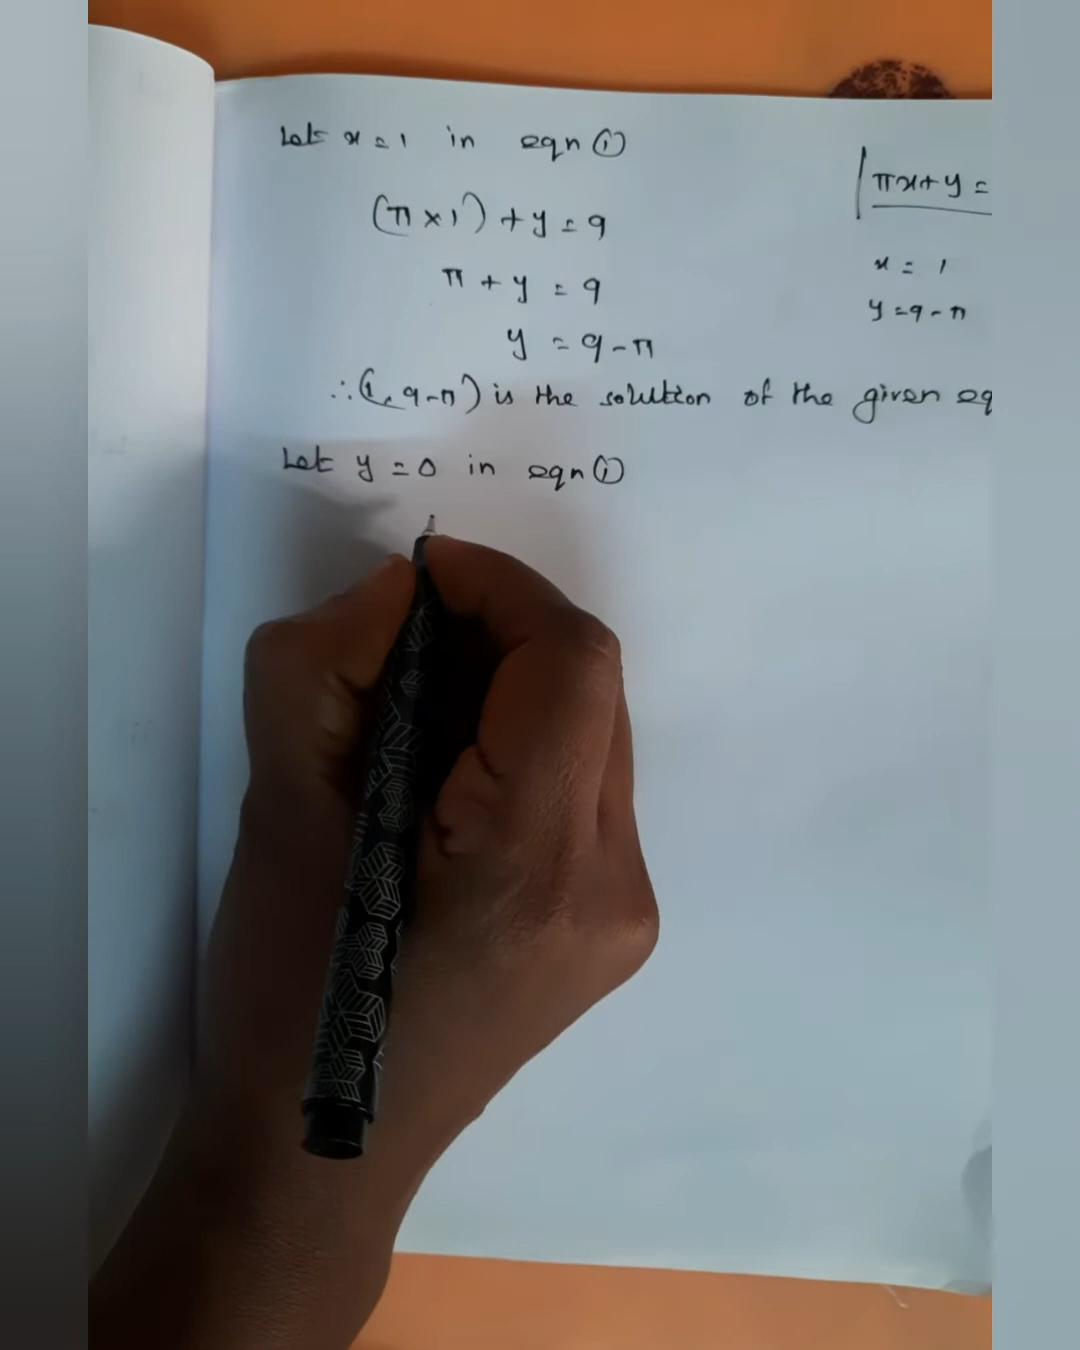 Let x = 1 in eqn ①
(π × 1) + y = 9
π + y = 9
y = 9 - π
∴ (1, 9-π) is the solution of the given eq
Let y = 0 in eqn ①
πx + y =
x = 1
y = 9 - π